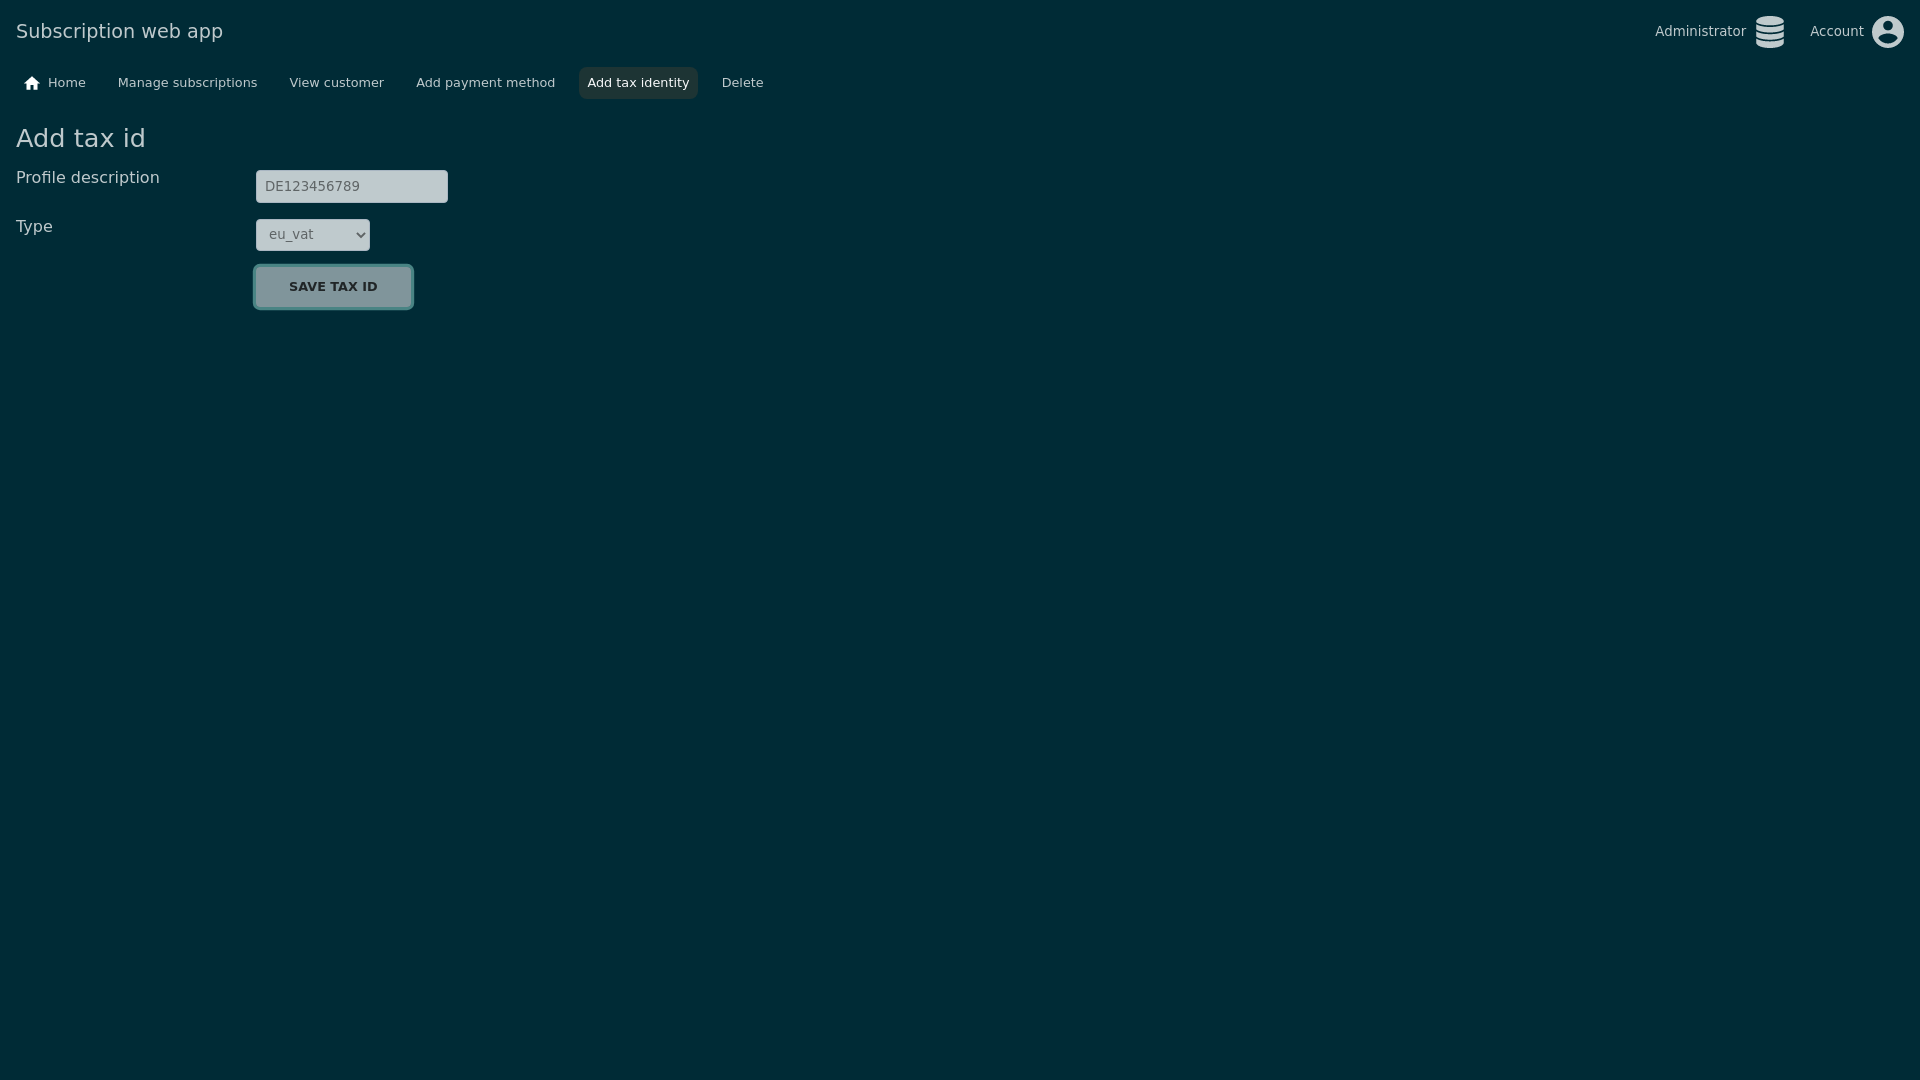 Subscription web app
Administrator
Account
Home
Manage subscriptions
View customer
Add payment method
Add tax identity
Delete
Add tax id
Profile description
DE123456789
Type
eu_vat
SAVE TAX ID